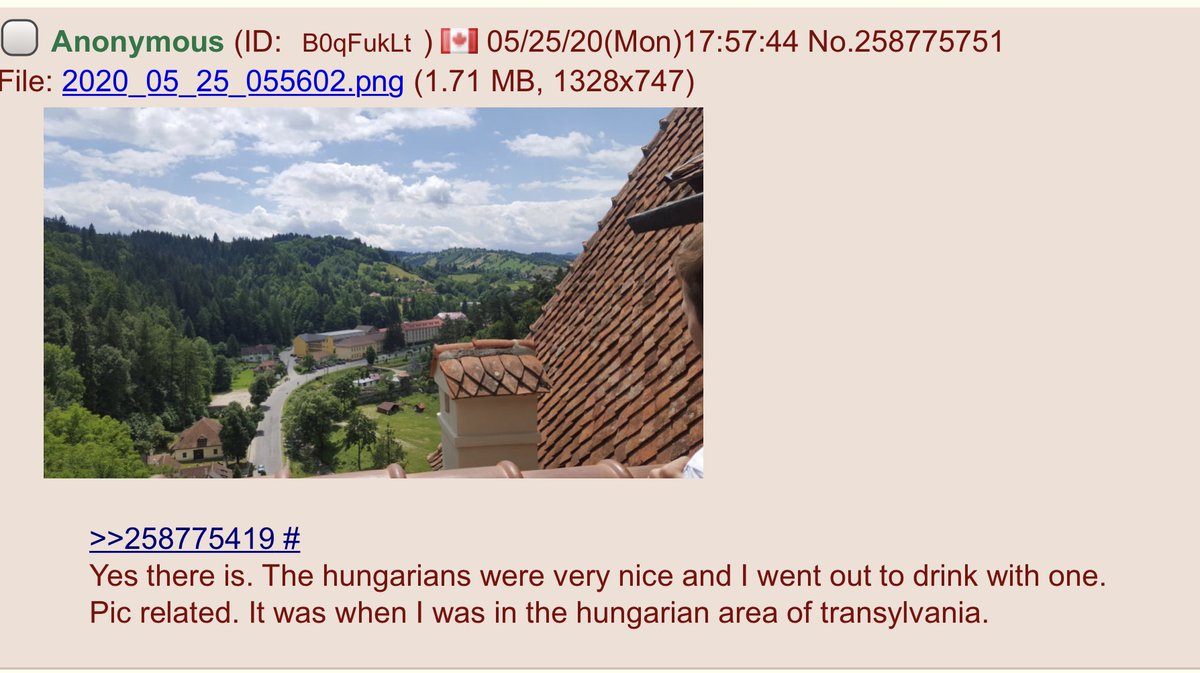 Anonymous (ID: B0qFukLt ) 05/25/20(Mon)17:57:44 No.258775751
File: 2020_05_25_055602.png (1.71 MB, 1328x747)
>>258775419 #
Yes there is. The hungarians were very nice and I went out to drink with one.
Pic related. It was when I was in the hungarian area of transylvania.